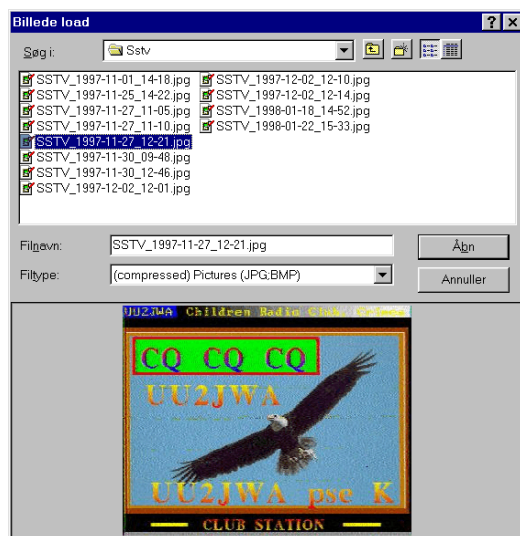 Billede load
Søg i:
Sstv
SSTV_1997-11-01_14-18.jpg
SSTV_1997-11-25_14-22.jpg
SSTV_1997-11-27_11-05.jpg
SSTV_1997-11-27_11-10.jpg
SSTV_1997-11-27_12-21.jpg
SSTV_1997-11-30_09-48.jpg
SSTV_1997-11-30_12-46.jpg
SSTV_1997-12-02_12-01.jpg
SSTV_1997-12-02_12-10.jpg
SSTV_1997-12-02_12-14.jpg
SSTV_1998-01-18_14-52.jpg
SSTV_1998-01-22_15-33.jpg
Filnavn:
SSTV_1997-11-27_12-21.jpg
Åbn
Filtype:
(compressed) Pictures (JPG;BMP)
Annuller
UU2JWA Children Radio Club, Crimea
CQ CQ CQ
UU2JWA
UU2JWA pse K
CLUB STATION